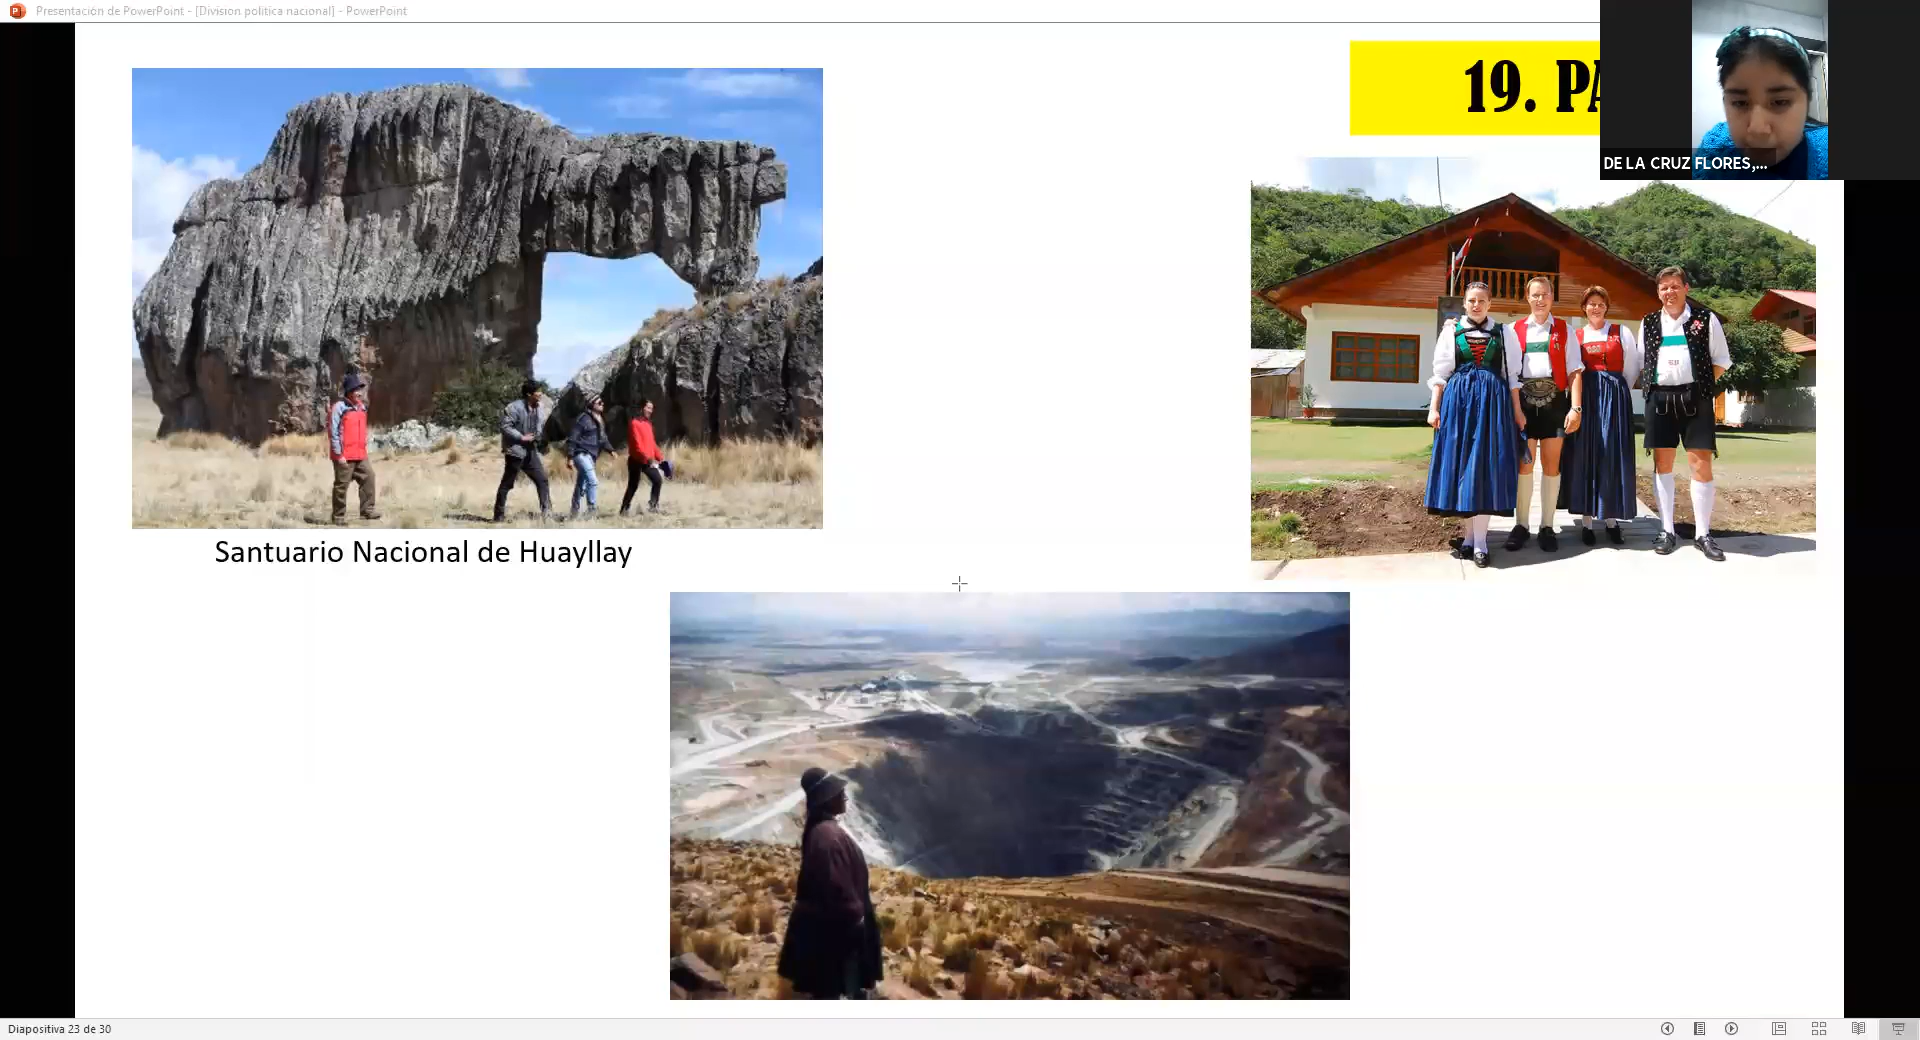 Presentación de PowerPoint - [Division politica nacional] - PowerPoint
19. PA
DE LA CRUZ FLORES,...
Santuario Nacional de Huayllay
Diapositiva 23 de 30